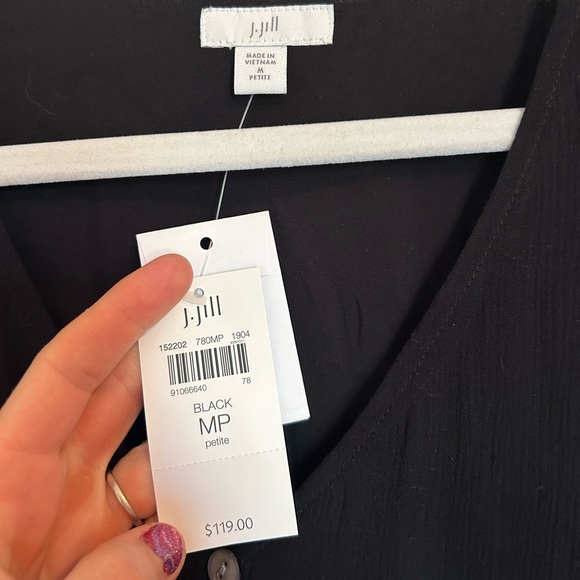 J.Jill
MADE IN
VIETNAM
M
PETITE
J.Jill
152202 780MP 1904
91066640 78
BLACK
MP
petite
$119.00